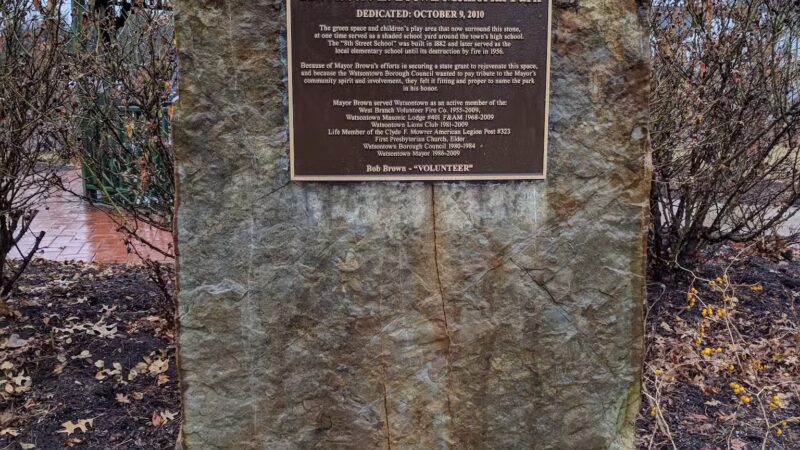 DEDICATED: OCTOBER 9, 2010
The green space and children's play area that now surround this stone,
at one time served as a shaded school yard around the town's high school.
The "8th Street School" was built in 1882 and later served as the
local elementary school until its destruction by fire in 1956.
Because of Mayor Brown's efforts is securing a state grant to rejuvenate this space,
and because the Watsontown Borough Council wanted to pay tribute to the Mayor's
community spirit and involvement, they felt it fitting and proper to name the park
in his honor.
Mayor Brown served Watsontown as an active member of the:
West Branch Volunteer Fire Co. 1955-2009,
Watsontown Masonic Lodge #401 F&AM 1968-2009
Watsontown Lions Club 1981-2009
Life Member of the Clyde F. Mowrer American Legion Post #323
First Presbyterian Church, Elder
Watsontown Borough Council 1980-1984
Watsontown Mayor 1986-2009
Bob Brown - "VOLUNTEER"